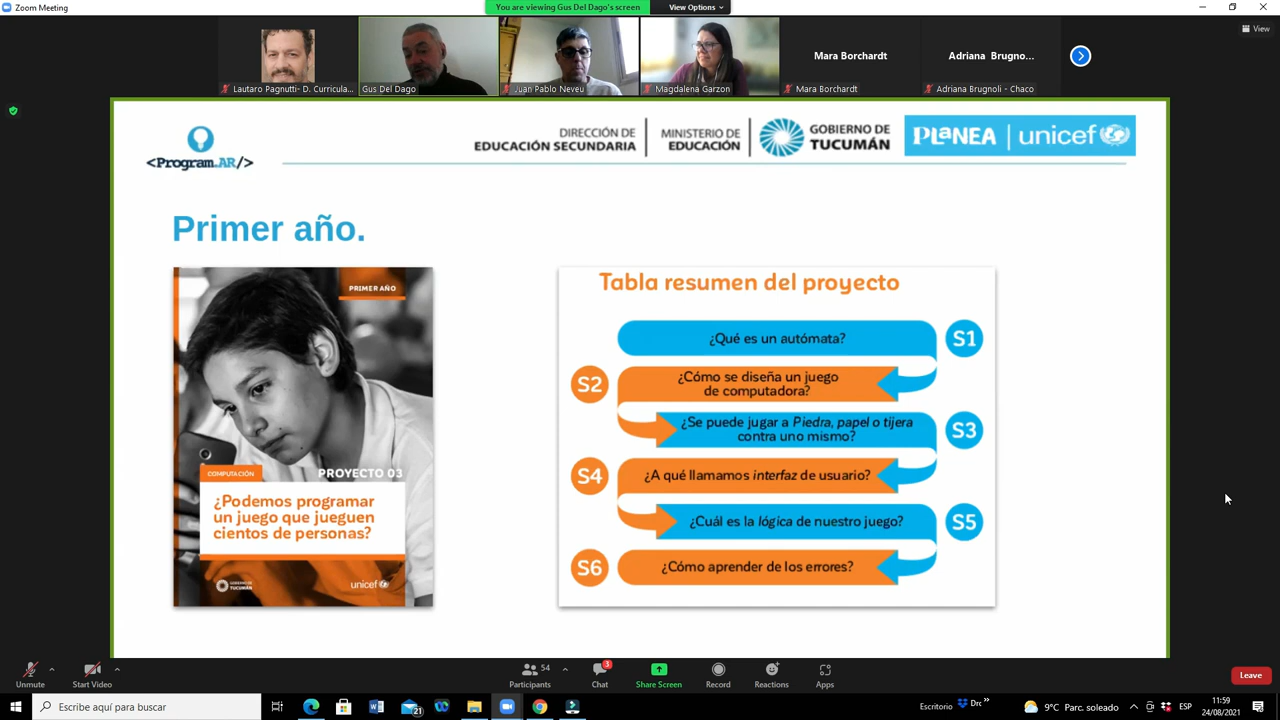 Zoom Meeting
You are viewing Gus Del Dago's screen
View Options
View
Lautaro Pagnutti- D. Curricula...
Gus Del Dago
Juan Pablo Neveu
Magdalena Garzon
Mara Borchardt
Mara Borchardt
Adriana Brugno...
Adriana Brugnoli - Chaco
<Program.AR/>
DIRECCIÓN DE
EDUCACIÓN SECUNDARIA
MINISTERIO DE
EDUCACIÓN
GOBIERNO DE
TUCUMÁN
PLaNEA
unicef
Primer año.
PRIMER AÑO
COMPUTACIÓN
PROYECTO 03
¿Podemos programar
un juego que jueguen
cientos de personas?
GOBIERNO DE
TUCUMÁN
unicef
Tabla resumen del proyecto
¿Qué es un autómata?
S1
S2
¿Cómo se diseña un juego
de computadora?
¿Se puede jugar a Piedra, papel o tijera
contra uno mismo?
S3
S4
¿A qué llamamos interfaz de usuario?
¿Cuál es la lógica de nuestro juego?
S5
S6
¿Cómo aprender de los errores?
Unmute
Start Video
54
Participants
3
Chat
Share Screen
Record
Reactions
Apps
Leave
Escribe aquí para buscar
21
Escritorio
Drc
9°C Parc. soleado
ESP
11:59
24/08/2021